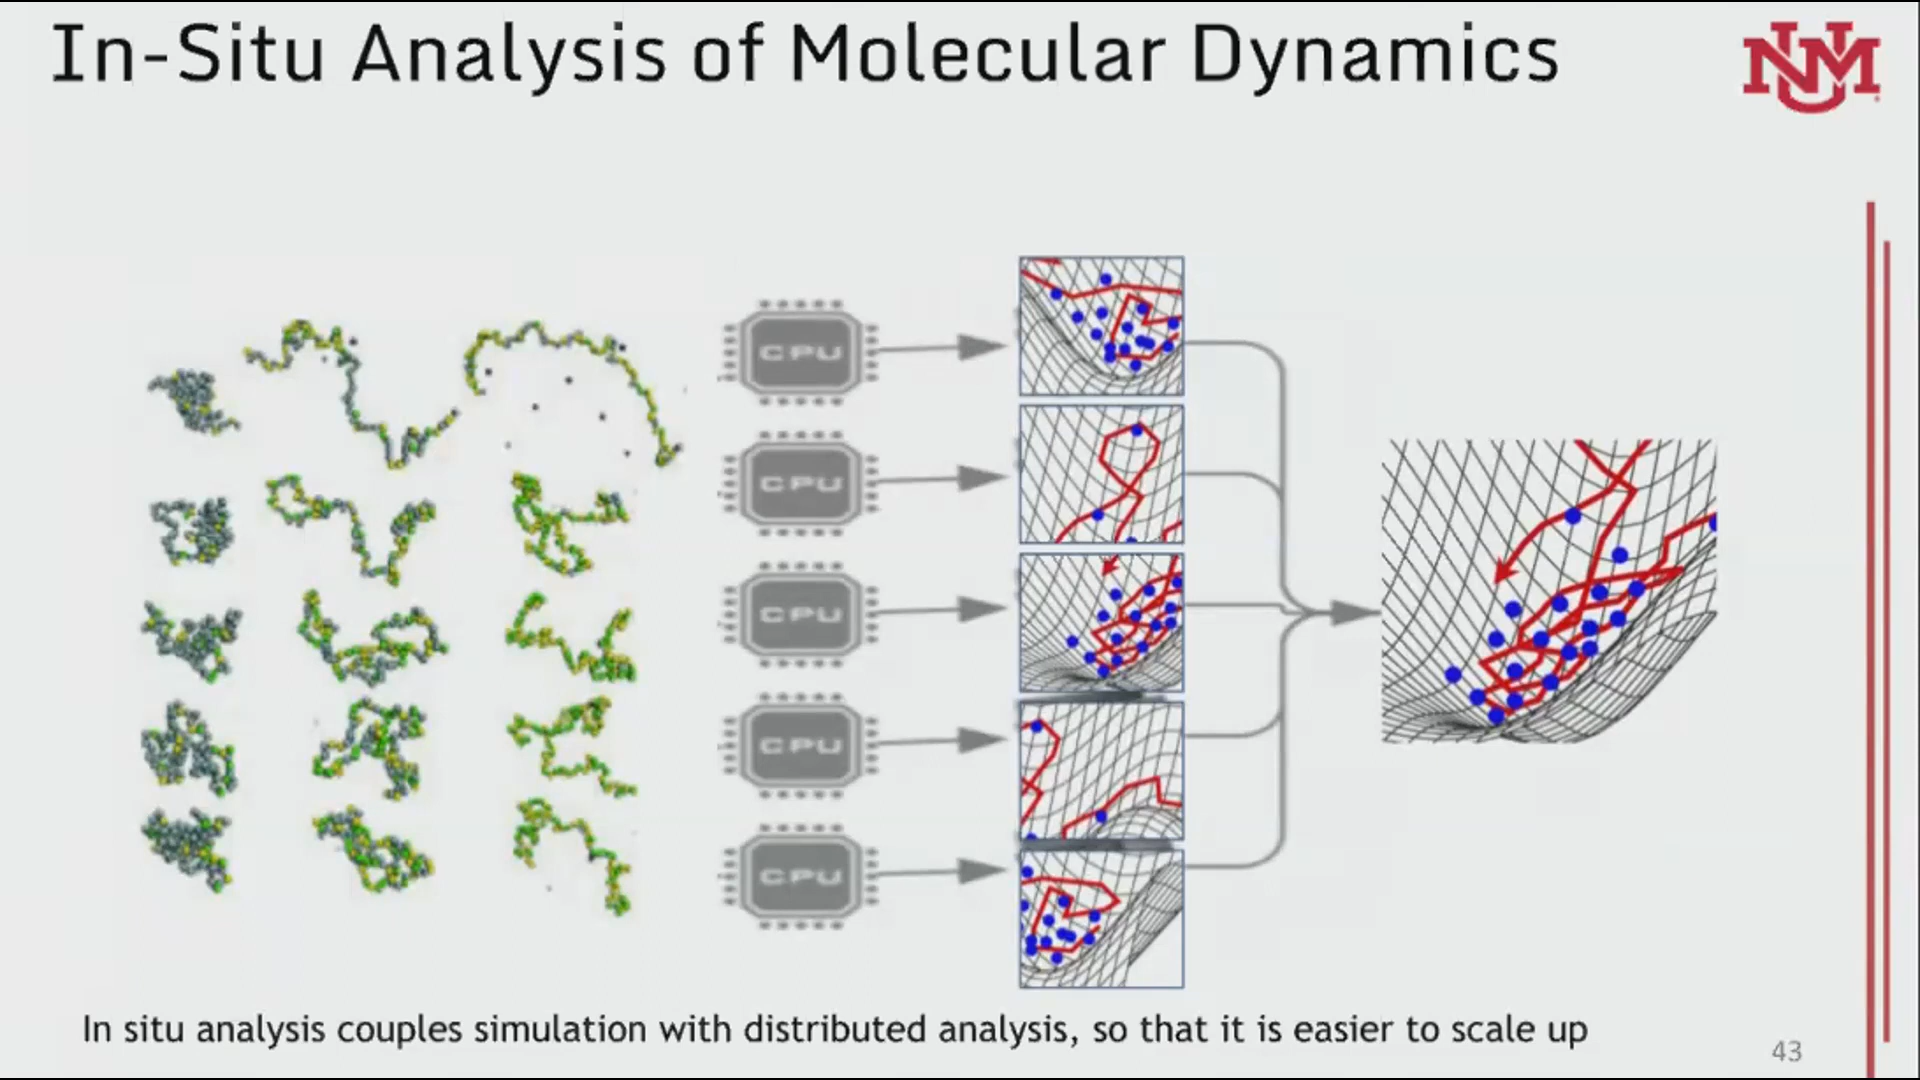 In-Situ Analysis of Molecular Dynamics
UNM
CPU
CPU
CPU
CPU
CPU
In situ analysis couples simulation with distributed analysis, so that it is easier to scale up
43